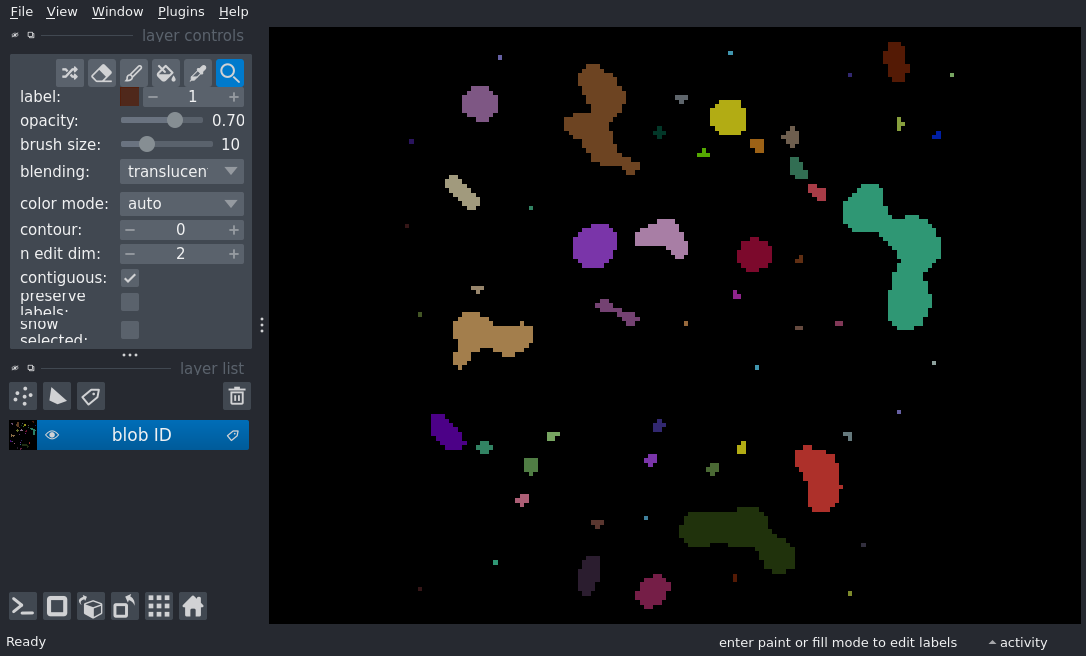 File View Window Plugins Help
layer controls
label: 1
opacity: 0.70
brush size: 10
blending: translucen
color mode: auto
contour: 0
n edit dim: 2
contiguous:
preserve
labels:
show
selected:
layer list
blob ID
Ready
enter paint or fill mode to edit labels
activity